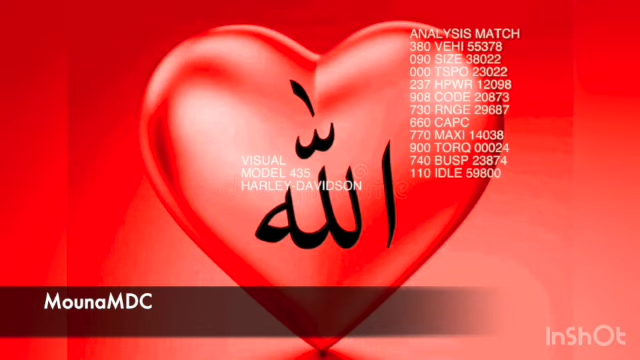 ANALYSIS MATCH
380 VEHI 55378
090 SIZE 38022
000 TSPO 23022
237 HPWR 12098
908 CODE 20873
730 RNGE 29687
660 CAPC
770 MAXI 14038
900 TORQ 00024
740 BUSP 23874
110 IDLE 59800
الله
VISUAL
MODEL 435
HARLEY-DAVIDSON
MounaMDC
InShOt